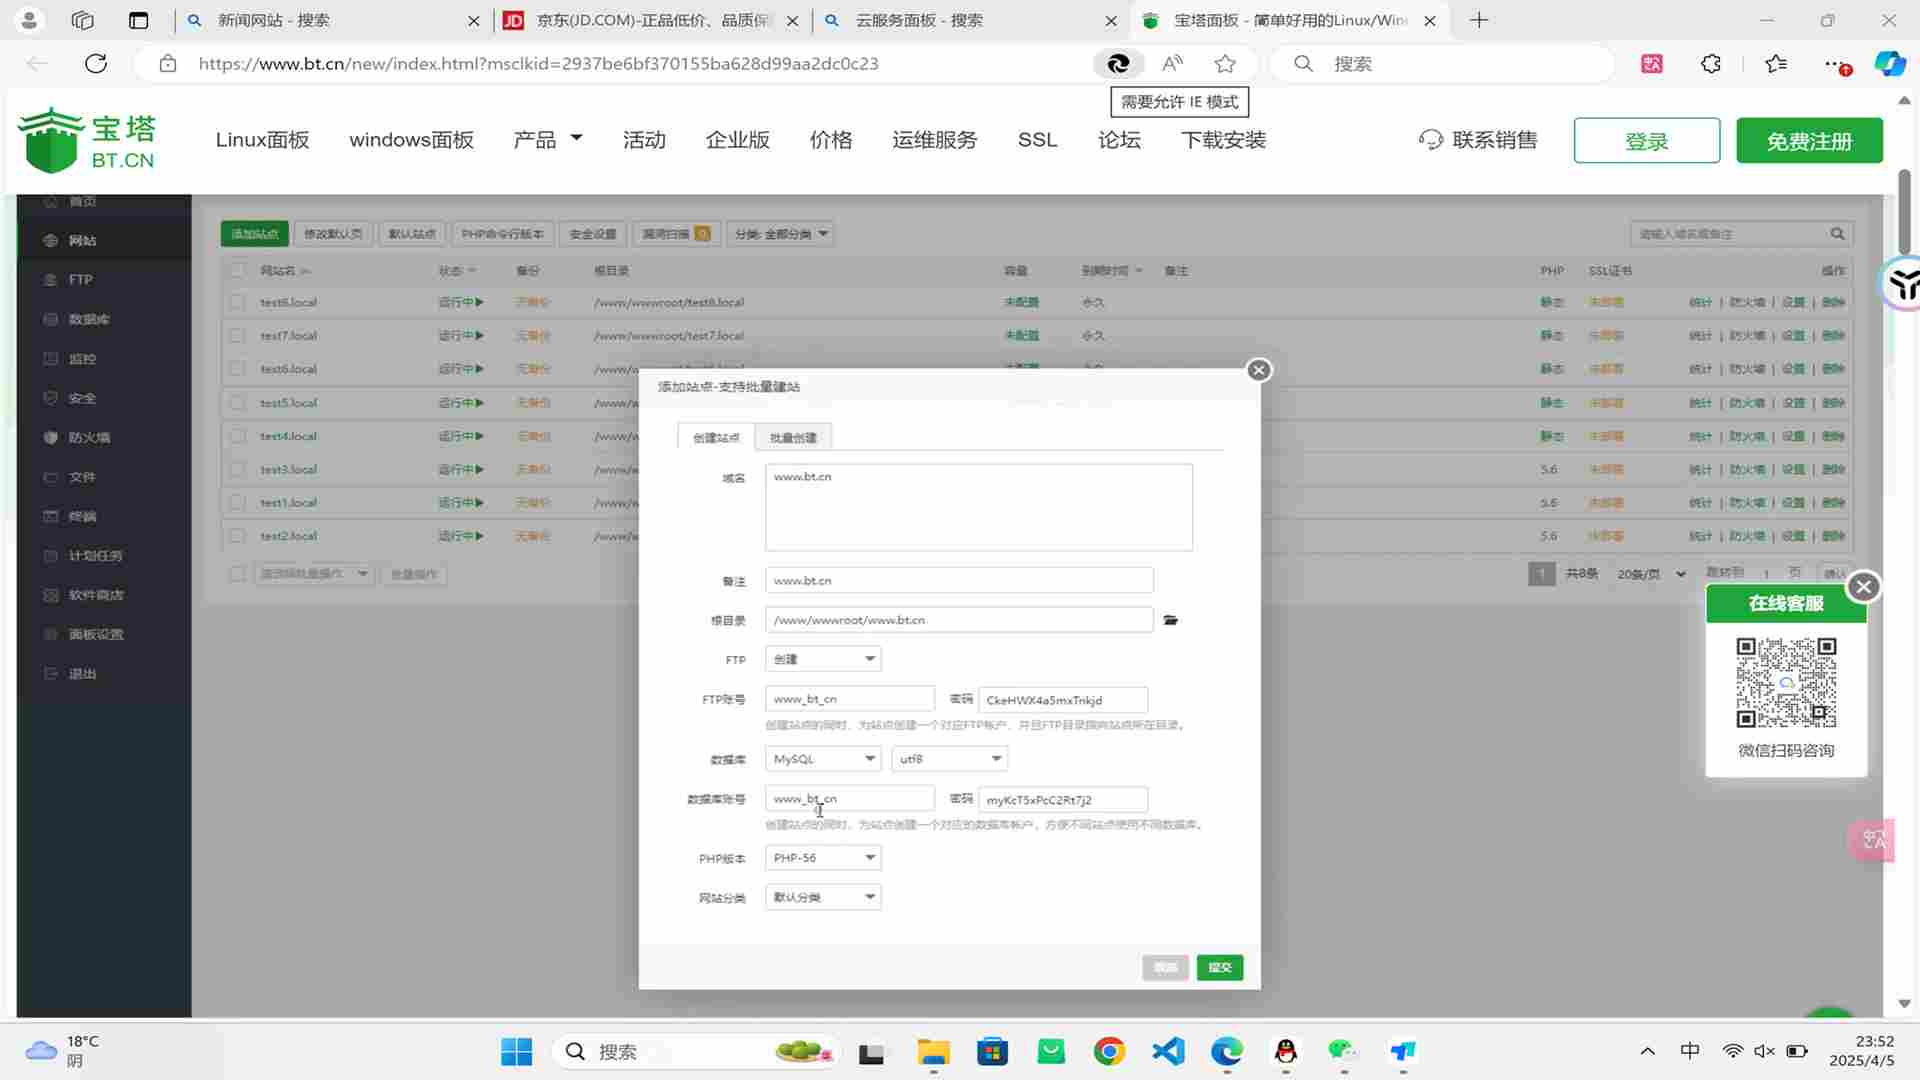 新闻网站 - 搜索
京东(JD.COM)-正品低价、品质保
云服务面板 - 搜索
宝塔面板 - 简单好用的Linux/Win
https://www.bt.cn/new/index.html?msclkid=2937be6bf370155ba628d99aa2dc0c23
搜索
需要允许 IE 模式
宝塔
BT.CN
Linux面板 windows面板 产品 活动 企业版 价格 运维服务 SSL 论坛 下载安装 联系销售 登录 免费注册
首页
网站
FTP
数据库
监控
安全
防火墙
文件
终端
计划任务
软件商店
面板设置
退出
添加站点 修改默认页 默认站点 PHP命令行版本 安全设置 漏洞扫描 0 分类: 全部分类 请输入域名或备注
网站名 状态 备份 根目录 容量 到期时间 备注 PHP SSL证书 操作
test8.local 运行中 无备份 /www/wwwroot/test8.local 未配置 永久 静态 未部署 统计 | 防火墙 | 设置 | 删除
test7.local 运行中 无备份 /www/wwwroot/test7.local 未配置 永久 静态 未部署 统计 | 防火墙 | 设置 | 删除
test6.local 运行中 无备份 静态 未部署 统计 | 防火墙 | 设置 | 删除
test5.local 运行中 无备份 /www/w 静态 未部署 统计 | 防火墙 | 设置 | 删除
test4.local 运行中 无备份 /www/w 静态 未部署 统计 | 防火墙 | 设置 | 删除
test3.local 运行中 无备份 /www/w 5.6 未部署 统计 | 防火墙 | 设置 | 删除
test1.local 运行中 无备份 /www/w 5.6 未部署 统计 | 防火墙 | 设置 | 删除
test2.local 运行中 无备份 /www/w 5.6 未部署 统计 | 防火墙 | 设置 | 删除
请选择批量操作 批量操作 1 共8条 20条/页 跳转到 1 页 确认
添加站点-支持批量建站
创建站点 批量创建
域名 www.bt.cn
备注 www.bt.cn
根目录 /www/wwwroot/www.bt.cn
FTP 创建
FTP账号 www_bt_cn 密码 CkeHWX4a5mxTnkjd
创建站点的同时，为站点创建一个对应FTP帐户，并且FTP目录指向站点所在目录。
数据库 MySQL utf8
数据库账号 www_bt_cn 密码 myKcT5xPcC2Rt7j2
创建站点的同时，为站点创建一个对应的数据库帐户，方便不同站点使用不同数据库。
PHP版本 PHP-56
网站分类 默认分类
提交
在线客服
微信扫码咨询
18°C
阴
搜索
中
23:52
2025/4/5